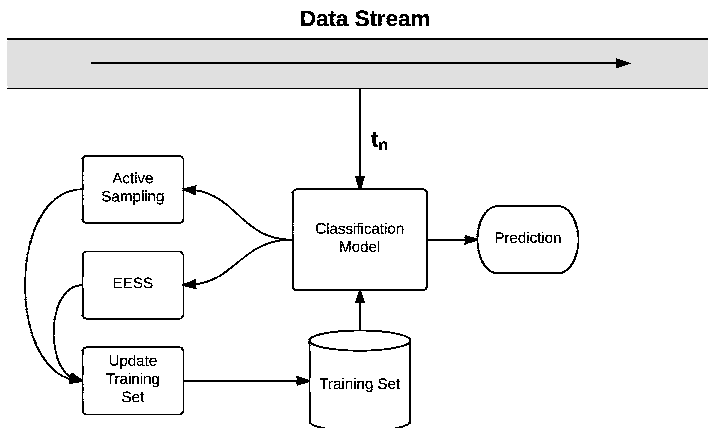 Data Stream
tn
Active
Sampling
Classification
Model
Prediction
EESS
Update
Training
Set
Training Set